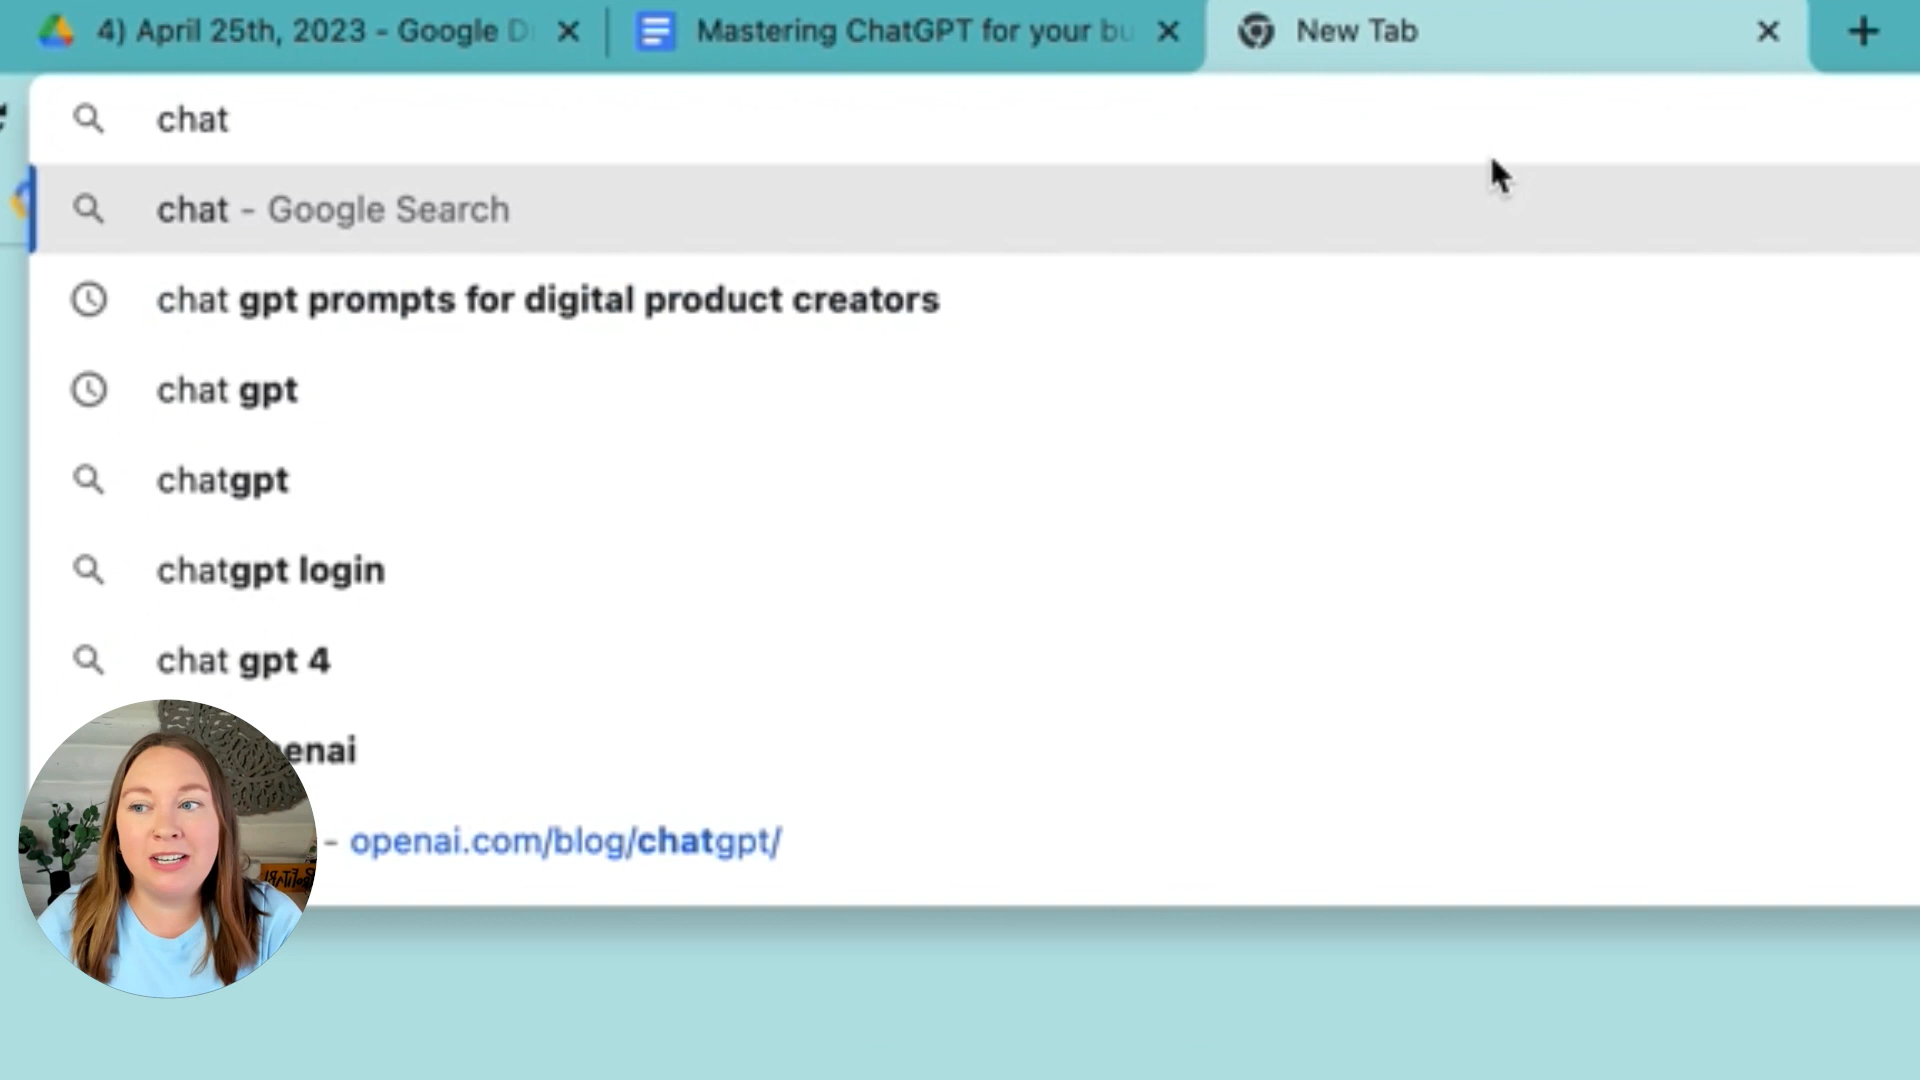 4) April 25th, 2023 - Google D
Mastering ChatGPT for your bu
New Tab
chat
chat - Google Search
chat gpt prompts for digital product creators
chat gpt
chatgpt
chatgpt login
chat gpt 4
enai
- openai.com/blog/chatgpt/